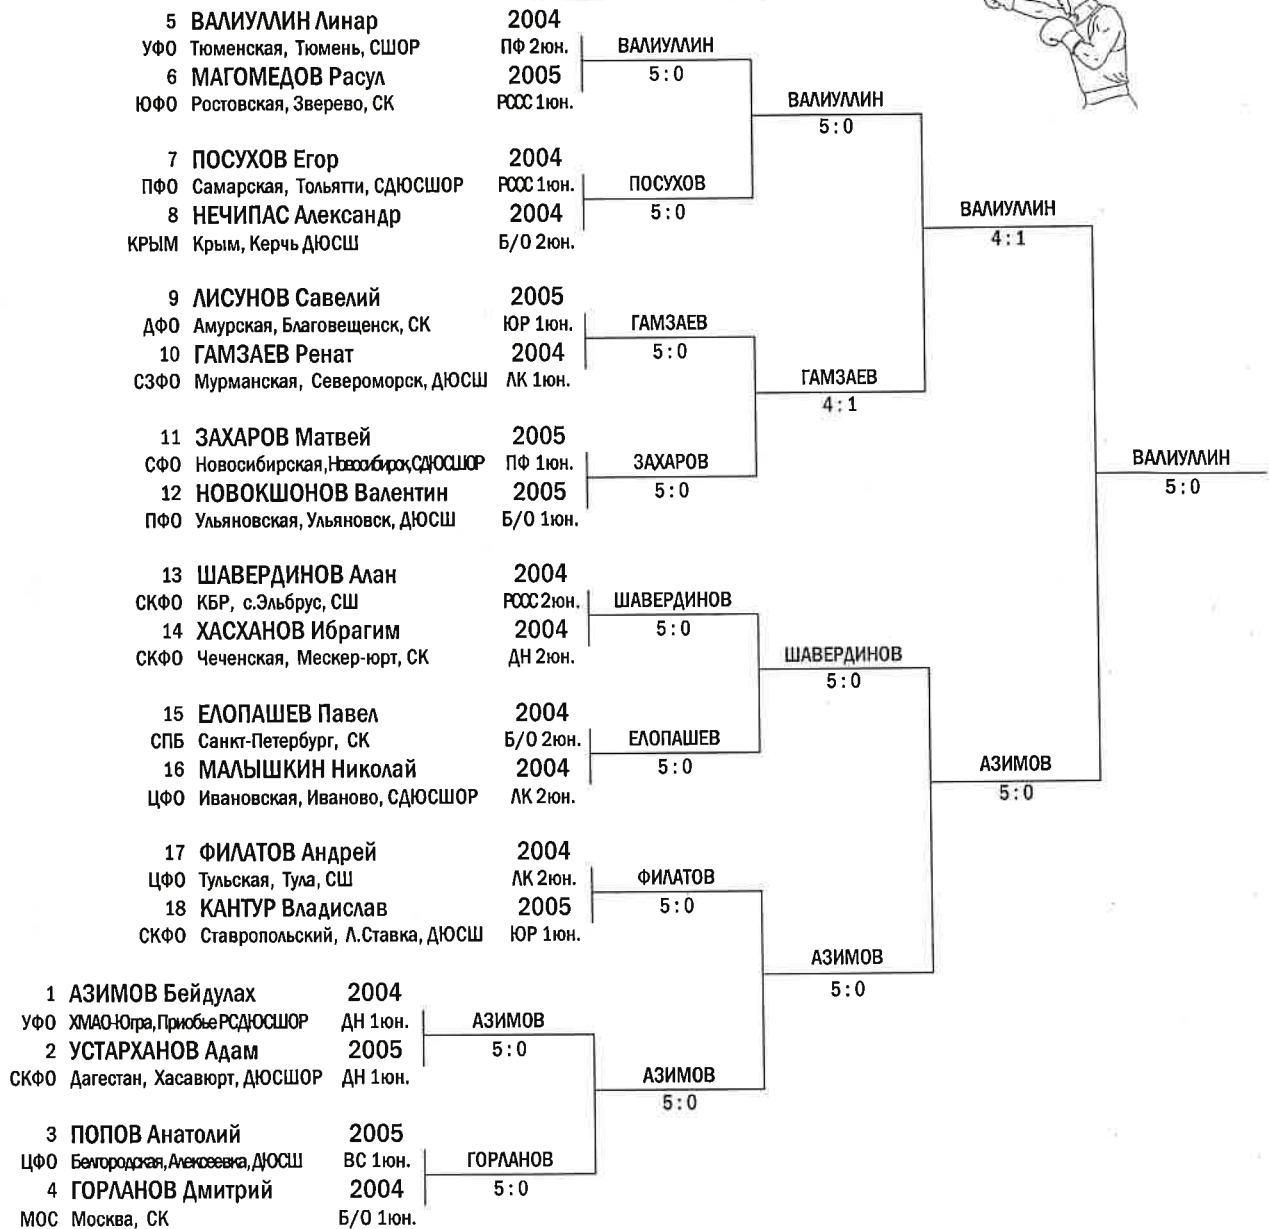 5 ВАЛИУЛЛИН Линар 2004
УФО Тюменская, Тюмень, СШОР ПФ 2юн.
ВАЛИУЛЛИН
5:0
6 МАГОМЕДОВ Расул 2005
ЮФО Ростовская, Зверево, СК РССС 1юн.
ВАЛИУЛЛИН
5:0
7 ПОСУХОВ Егор 2004
ПФО Самарская, Тольятти, СДЮСШОР РССС 1юн.
ПОСУХОВ
5:0
8 НЕЧИПАС Александр 2004
КРЫМ Крым, Керчь ДЮСШ Б/О 2юн.
ВАЛИУЛЛИН
4:1
9 ЛИСУНОВ Савелий 2005
ДФО Амурская, Благовещенск, СК ЮР 1юн.
ГАМЗАЕВ
5:0
10 ГАМЗАЕВ Ренат 2004
СЗФО Мурманская, Североморск, ДЮСШ ЛК 1юн.
ГАМЗАЕВ
4:1
11 ЗАХАРОВ Матвей 2005
СФО Новосибирская, Новосибирск, СДЮСШОР ПФ 1юн.
ЗАХАРОВ
5:0
12 НОВОКШОНОВ Валентин 2005
ПФО Ульяновская, Ульяновск, ДЮСШ Б/О 1юн.
ВАЛИУЛЛИН
5:0
13 ШАВЕРДИНОВ Алан 2004
СКФО КБР, с.Эльбрус, СШ РССС 2юн.
ШАВЕРДИНОВ
5:0
14 ХАСХАНОВ Ибрагим 2004
СКФО Чеченская, Мескер-юрт, СК ДН 2юн.
ШАВЕРДИНОВ
5:0
15 ЕЛОПАШЕВ Павел 2004
СПБ Санкт-Петербург, СК Б/О 2юн.
ЕЛОПАШЕВ
5:0
16 МАЛЫШКИН Николай 2004
ЦФО Ивановская, Иваново, СДЮСШОР ЛК 2юн.
АЗИМОВ
5:0
17 ФИЛАТОВ Андрей 2004
ЦФО Тульская, Тула, СШ ЛК 2юн.
ФИЛАТОВ
5:0
18 КАНТУР Владислав 2005
СКФО Ставропольский, Л.Ставка, ДЮСШ ЮР 1юн.
АЗИМОВ
5:0
1 АЗИМОВ Бейдулах 2004
УФО ХМАО-Югра, Приобье РСДЮСШОР ДН 1юн.
АЗИМОВ
5:0
2 УСТАРХАНОВ Адам 2005
СКФО Дагестан, Хасавюрт, ДЮСШОР ДН 1юн.
АЗИМОВ
5:0
3 ПОПОВ Анатолий 2005
ЦФО Белгородская, Алексеевка, ДЮСШ ВС 1юн.
ГОРЛАНОВ
5:0
4 ГОРЛАНОВ Дмитрий 2004
МОС Москва, СК Б/О 1юн.